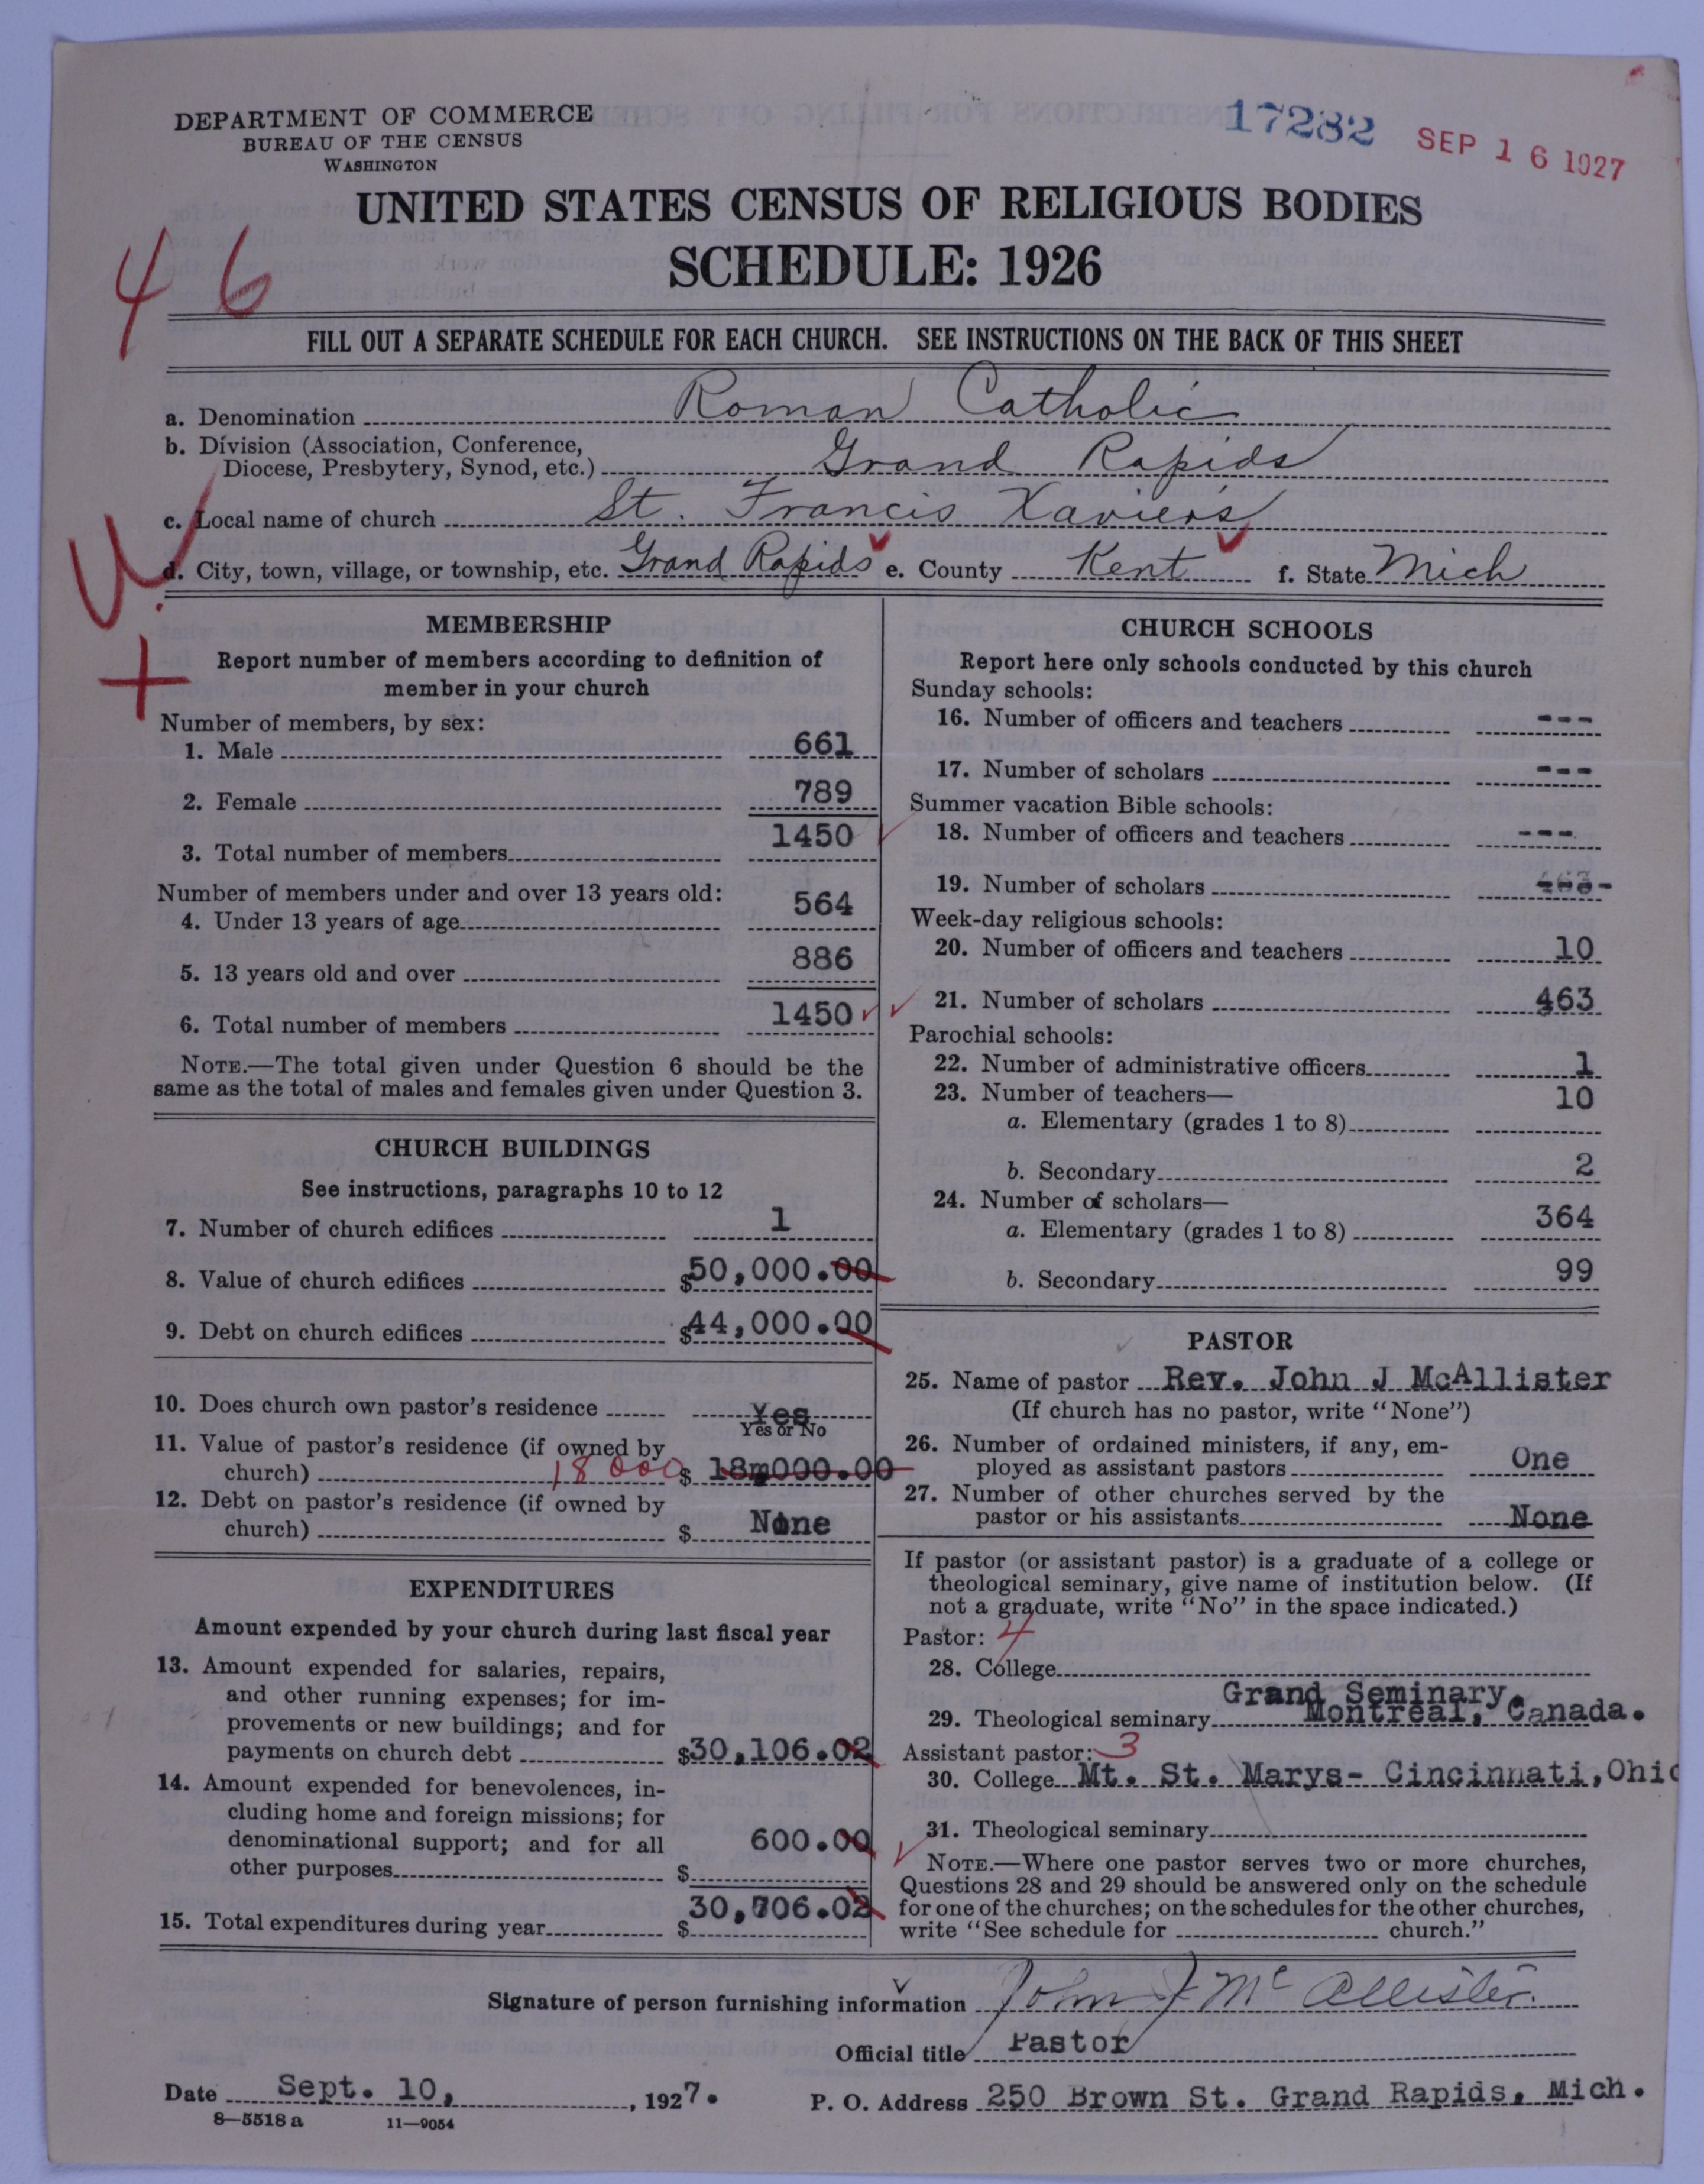 DEPARTMENT OF COMMERCE
BUREAU OF THE CENSUS
WASHINGTON
17282 SEP 16 1927
UNITED STATES CENSUS OF RELIGIOUS BODIES
SCHEDULE: 1926
46
FILL OUT A SEPARATE SCHEDULE FOR EACH CHURCH. SEE INSTRUCTIONS ON THE BACK OF THIS SHEET
a. Denomination Roman Catholic
b. Division (Association, Conference,
Diocese, Presbytery, Synod, etc.) Grand Rapids
c. Local name of church St. Francis Xavier's
d. City, town, village, or township, etc. Grand Rapids e. County Kent f. State Mich
MEMBERSHIP
Report number of members according to definition of
member in your church
Number of members, by sex:
1. Male 661
2. Female 789
3. Total number of members 1450
Number of members under and over 13 years old:
4. Under 13 years of age 564
5. 13 years old and over 886
6. Total number of members 1450
NOTE.—The total given under Question 6 should be the
same as the total of males and females given under Question 3.
CHURCH BUILDINGS
See instructions, paragraphs 10 to 12
7. Number of church edifices 1
8. Value of church edifices $50,000.00
9. Debt on church edifices $44,000.00
10. Does church own pastor's residence Yes
Yes or No
11. Value of pastor's residence (if owned by
church) 18 000 $ 18m000.00
12. Debt on pastor's residence (if owned by
church) $ None
EXPENDITURES
Amount expended by your church during last fiscal year
13. Amount expended for salaries, repairs,
and other running expenses; for im-
provements or new buildings; and for
payments on church debt $30,106.02
14. Amount expended for benevolences, in-
cluding home and foreign missions; for
denominational support; and for all
other purposes $ 600.00
15. Total expenditures during year $ 30,706.02
CHURCH SCHOOLS
Report here only schools conducted by this church
Sunday schools:
16. Number of officers and teachers ---
17. Number of scholars ---
Summer vacation Bible schools:
18. Number of officers and teachers ---
19. Number of scholars ----
Week-day religious schools:
20. Number of officers and teachers 10
21. Number of scholars 463
Parochial schools:
22. Number of administrative officers 1
23. Number of teachers—
a. Elementary (grades 1 to 8) 10
b. Secondary 2
24. Number of scholars—
a. Elementary (grades 1 to 8) 364
b. Secondary 99
PASTOR
25. Name of pastor Rev. John J McAllister
(If church has no pastor, write "None")
26. Number of ordained ministers, if any, em-
ployed as assistant pastors One
27. Number of other churches served by the
pastor or his assistants None
If pastor (or assistant pastor) is a graduate of a college or
theological seminary, give name of institution below. (If
not a graduate, write "No" in the space indicated.)
Pastor: 4
28. College
29. Theological seminary Grand Seminary,
Montreal, Canada.
Assistant pastor: 3
30. College Mt. St. Marys- Cincinnati, Ohio
31. Theological seminary
NOTE.—Where one pastor serves two or more churches,
Questions 28 and 29 should be answered only on the schedule
for one of the churches; on the schedules for the other churches,
write "See schedule for church."
Signature of person furnishing information John J McAllister
Official title Pastor
Date Sept. 10, , 1927. P. O. Address 250 Brown St. Grand Rapids, Mich.
8—5518 a 11—9054